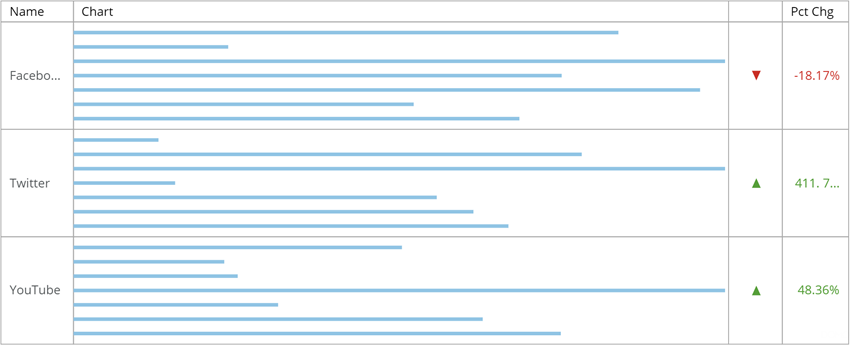 Name Chart Pct Chg
Facebo... -18.17%
Twitter 411. 7...
YouTube 48.36%